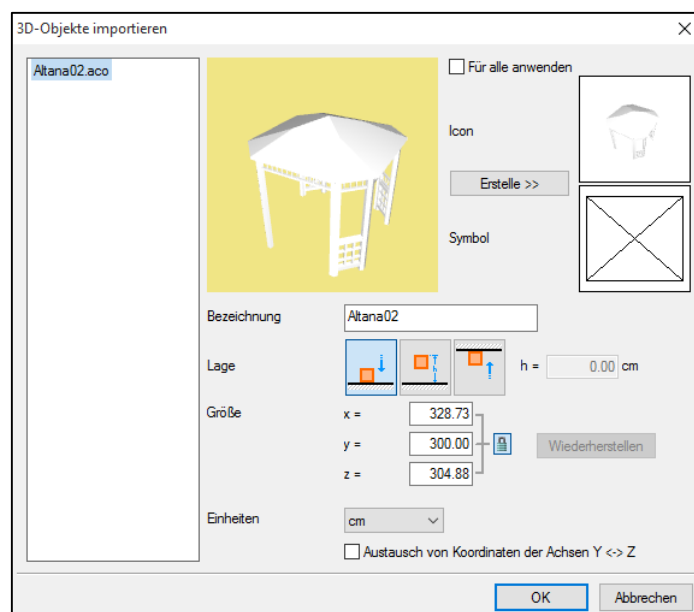 3D-Objekte importieren
Altana02.aco
Für alle anwenden
Icon
Erstelle >>
Symbol
Bezeichnung
Altana02
Lage
h
h = 0.00 cm
Größe
x = 328.73
y = 300.00
Wiederherstellen
z = 304.88
Einheiten
cm
Austausch von Koordinaten der Achsen Y <-> Z
OK
Abbrechen